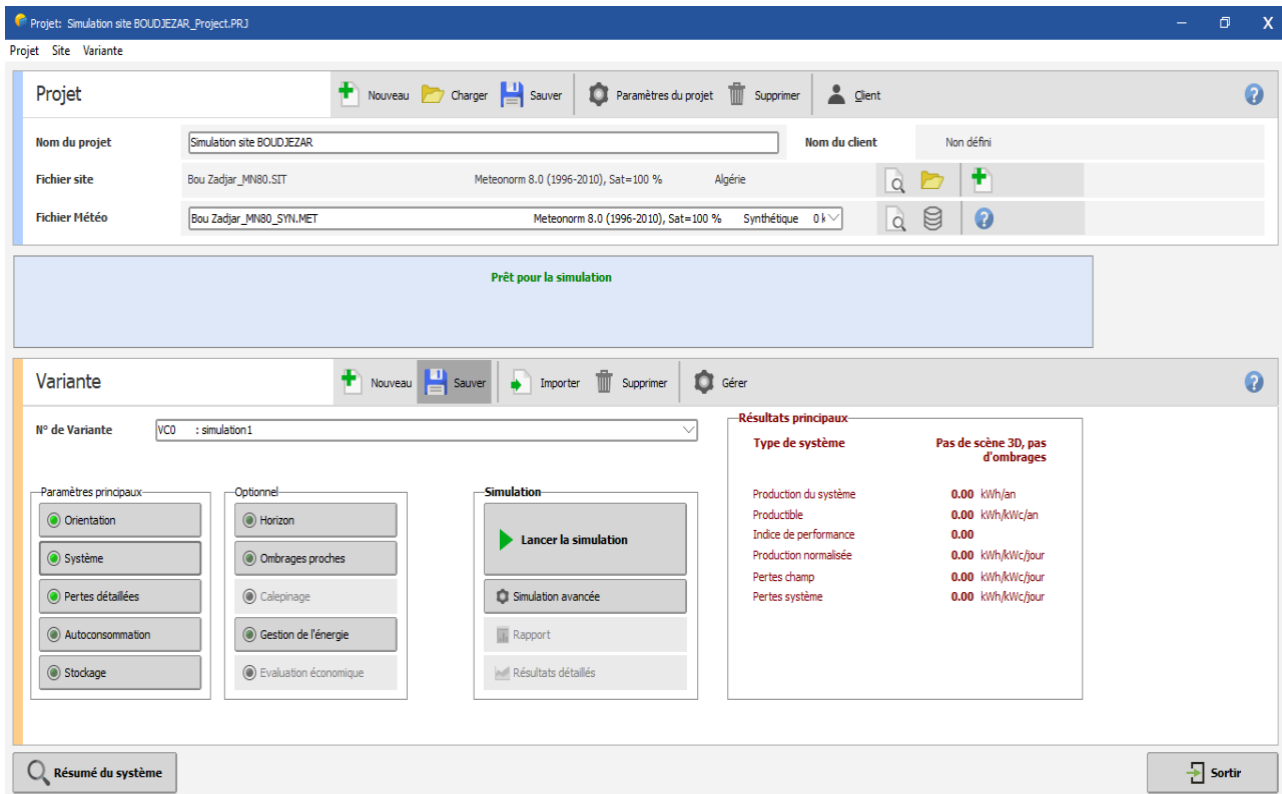 Projet: Simulation site BOUDJEZAR_Project.PRJ
Projet Site Variante
Projet
Nouveau Charger Sauver Paramètres du projet Supprimer Client
Nom du projet Simulation site BOUDJEZAR Nom du client Non défini
Fichier site Bou Zadjar_MN80.SIT Meteonorm 8.0 (1996-2010), Sat=100 % Algérie
Fichier Météo Bou Zadjar_MN80_SYN.MET Meteonorm 8.0 (1996-2010), Sat=100 % Synthétique 0 k
Prêt pour la simulation
Variante
Nouveau Sauver Importer Supprimer Gérer
N° de Variante VC0 : simulation1
Résultats principaux
Type de système Pas de scène 3D, pas
d'ombrages
Paramètres principaux Optionnel Simulation
Orientation Horizon
Production du système 0.00 kWh/an
Productible 0.00 kWh/kWc/an
Lancer la simulation Indice de performance 0.00
Système Ombrages proches Production normalisée 0.00 kWh/kWc/jour
Pertes champ 0.00 kWh/kWc/jour
Pertes détaillées Calepinage Simulation avancée Pertes système 0.00 kWh/kWc/jour
Autoconsommation Gestion de l'énergie Rapport
Stockage Evaluation économique Résultats détaillés
Résumé du système Sortir